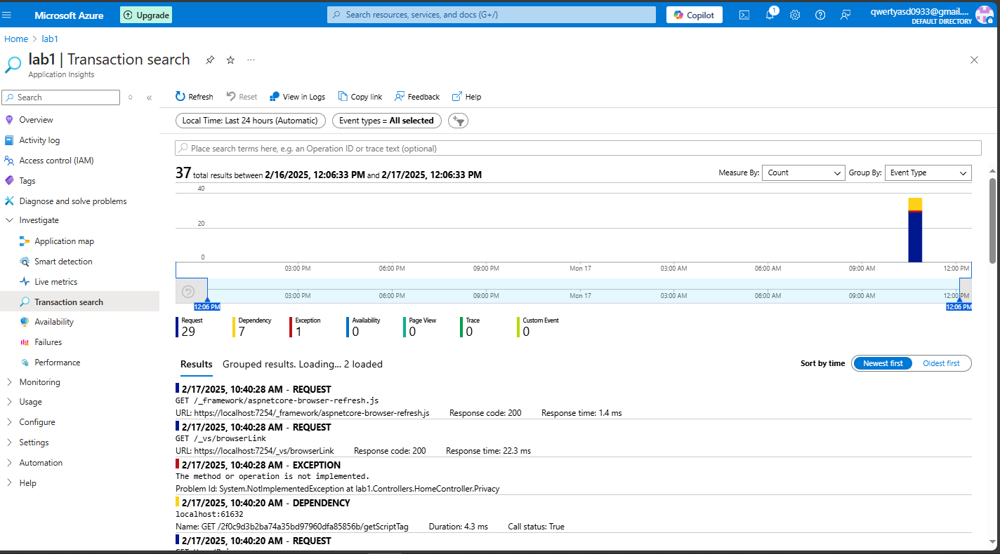 Microsoft Azure
Upgrade
Search resources, services, and docs (G+/)
Copilot
1
qwertyasd0933@gmail....
DEFAULT DIRECTORY
Home > lab1
lab1 | Transaction search
Application Insights
Search
Overview
Activity log
Access control (IAM)
Tags
Diagnose and solve problems
Investigate
Application map
Smart detection
Live metrics
Transaction search
Availability
Failures
Performance
Monitoring
Usage
Configure
Settings
Automation
Help
Refresh
Reset
View in Logs
Copy link
Feedback
Help
Local Time: Last 24 hours (Automatic)
Event types = All selected
Place search terms here, e.g. an Operation ID or trace text (optional)
37 total results between 2/16/2025, 12:06:33 PM and 2/17/2025, 12:06:33 PM
Measure By: Count
Group By: Event Type
40
20
0
03:00 PM 06:00 PM 09:00 PM Mon 17 03:00 AM 06:00 AM 09:00 AM 12:00 PM
03:00 PM 06:00 PM 09:00 PM Mon 17 03:00 AM 06:00 AM 09:00 AM 12:00 PM
12:06 PM 12:06 PM
Request Dependency Exception Availability Page View Trace Custom Event
29 7 1 0 0 0 0
Results Grouped results. Loading... 2 loaded
Sort by time Newest first Oldest first
2/17/2025, 10:40:28 AM - REQUEST
GET /_framework/aspnetcore-browser-refresh.js
URL: https://localhost:7254/_framework/aspnetcore-browser-refresh.js Response code: 200 Response time: 1.4 ms
2/17/2025, 10:40:28 AM - REQUEST
GET /_vs/browserLink
URL: https://localhost:7254/_vs/browserLink Response code: 200 Response time: 22.3 ms
2/17/2025, 10:40:28 AM - EXCEPTION
The method or operation is not implemented.
Problem Id: System.NotImplementedException at lab1.Controllers.HomeController.Privacy
2/17/2025, 10:40:20 AM - DEPENDENCY
localhost:61632
Name: GET /2f0c9d3b2ba74a35bd97960dfa85856b/getScriptTag Duration: 4.3 ms Call status: True
2/17/2025, 10:40:20 AM - REQUEST